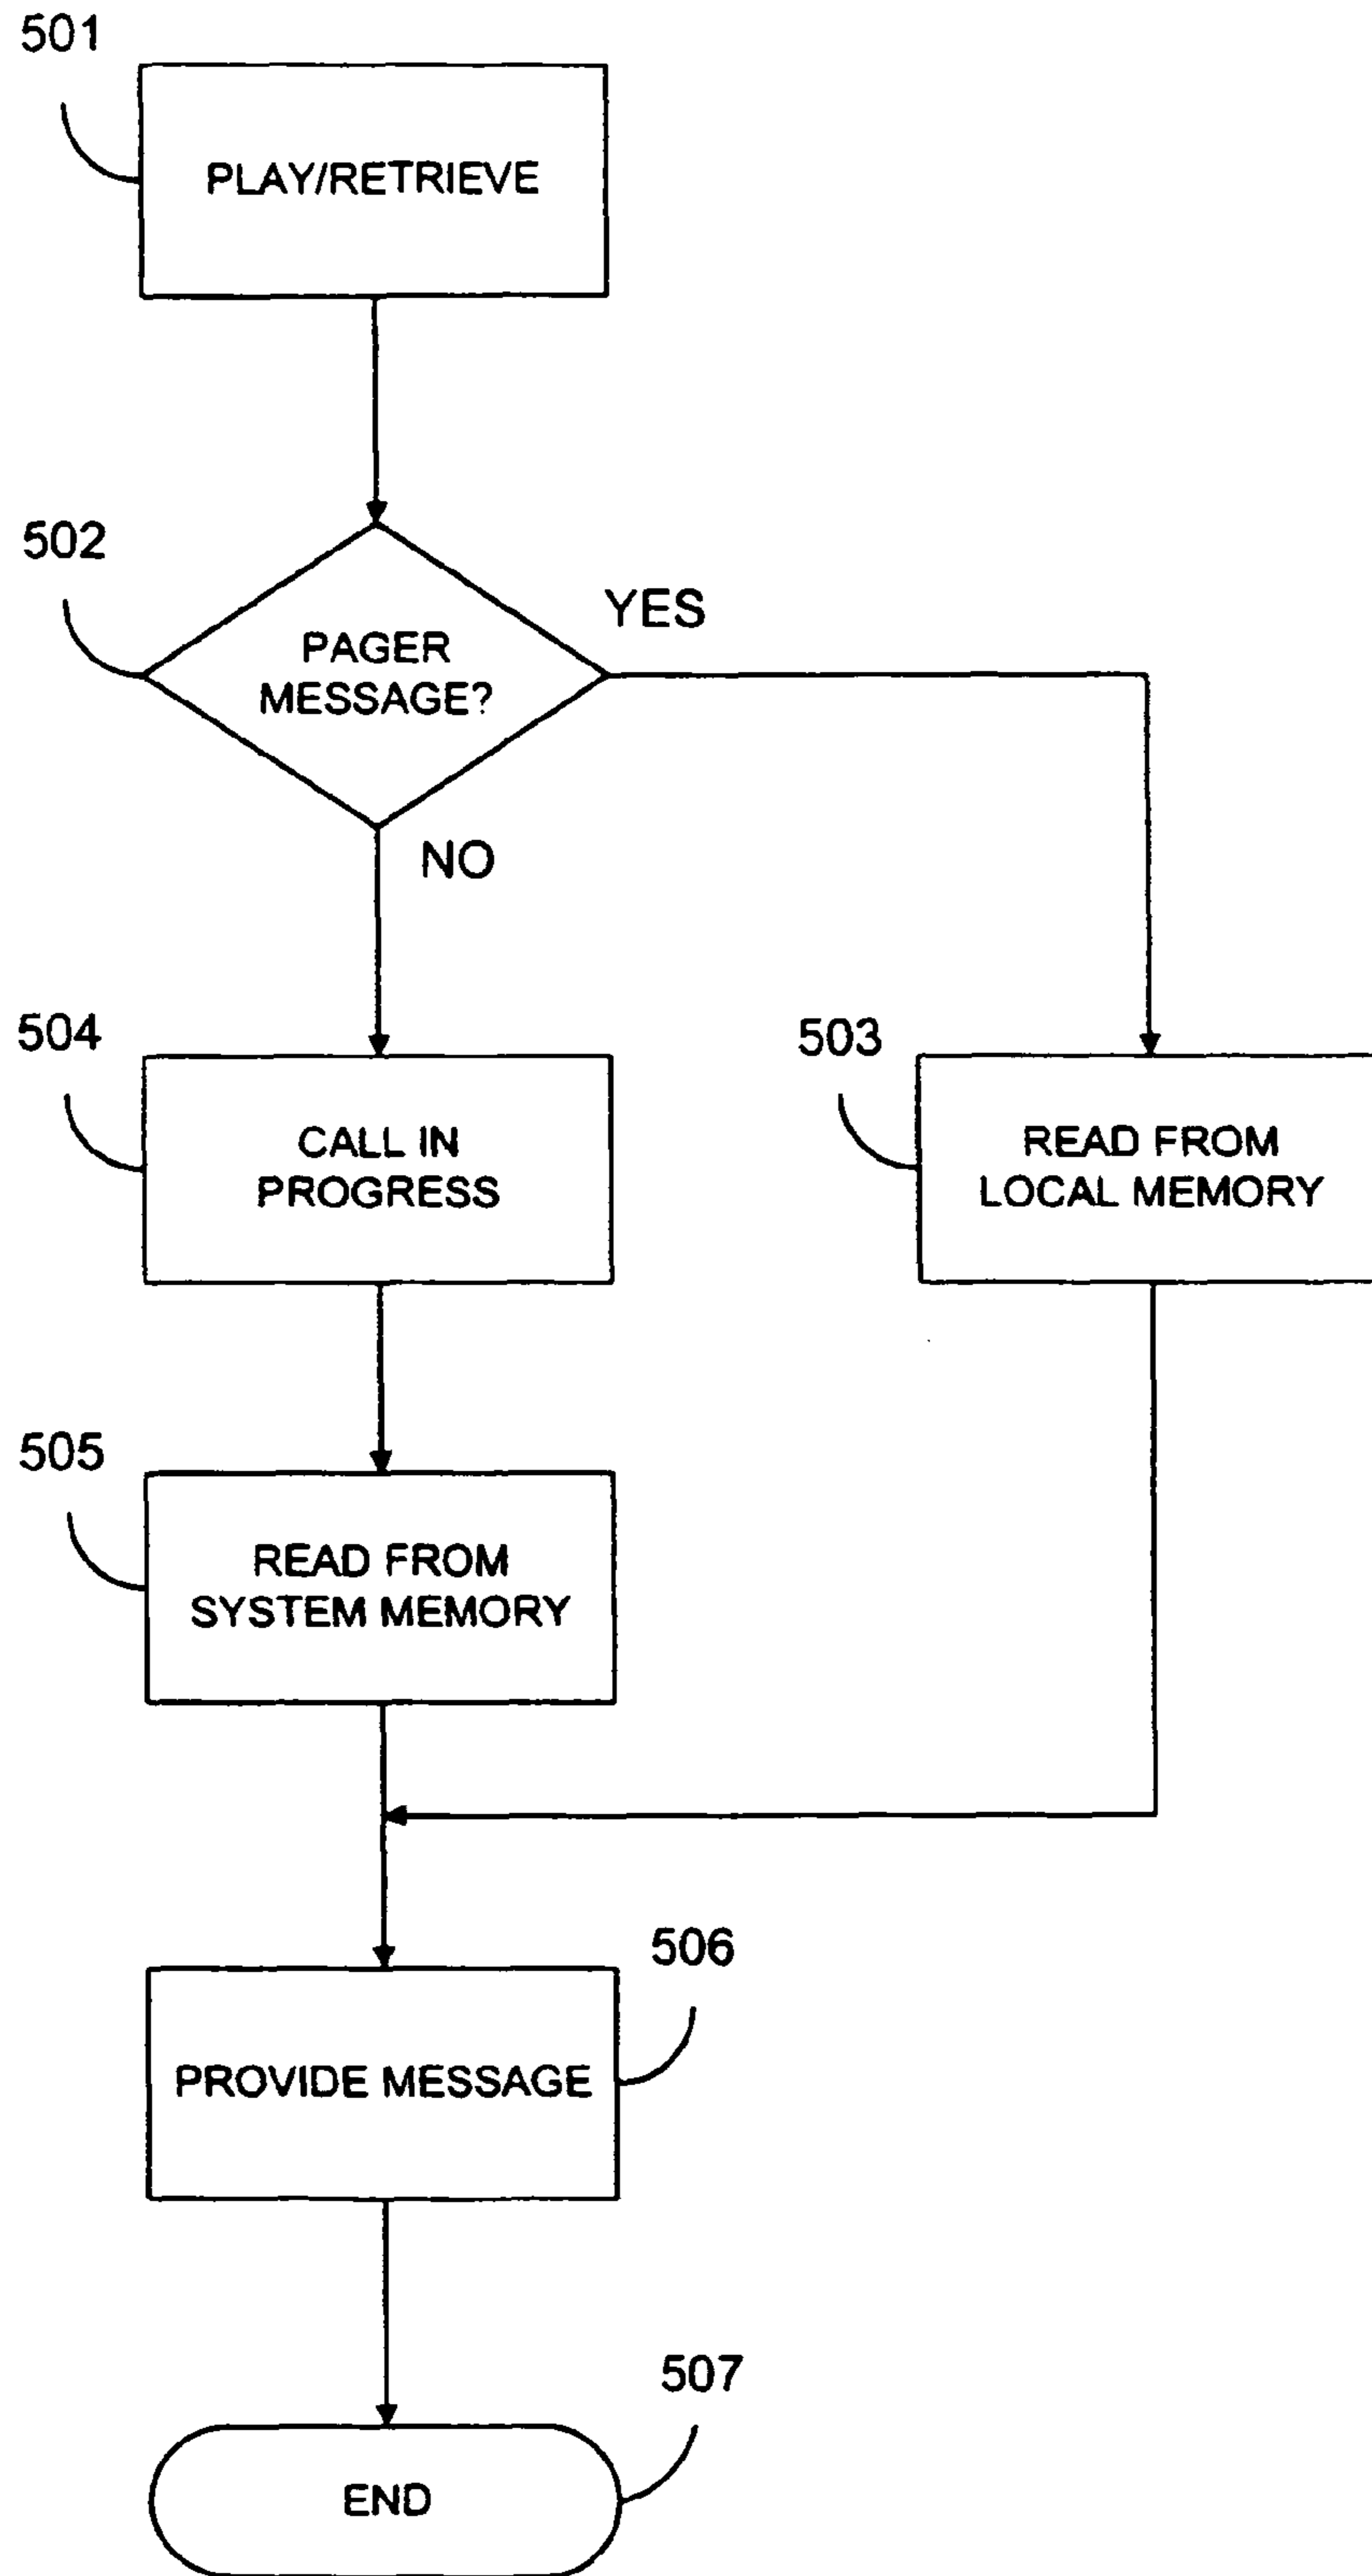 501
PLAY/RETRIEVE
502
PAGER
MESSAGE?
YES
NO
504
CALL IN
PROGRESS
503
READ FROM
LOCAL MEMORY
505
READ FROM
SYSTEM MEMORY
506
PROVIDE MESSAGE
507
END